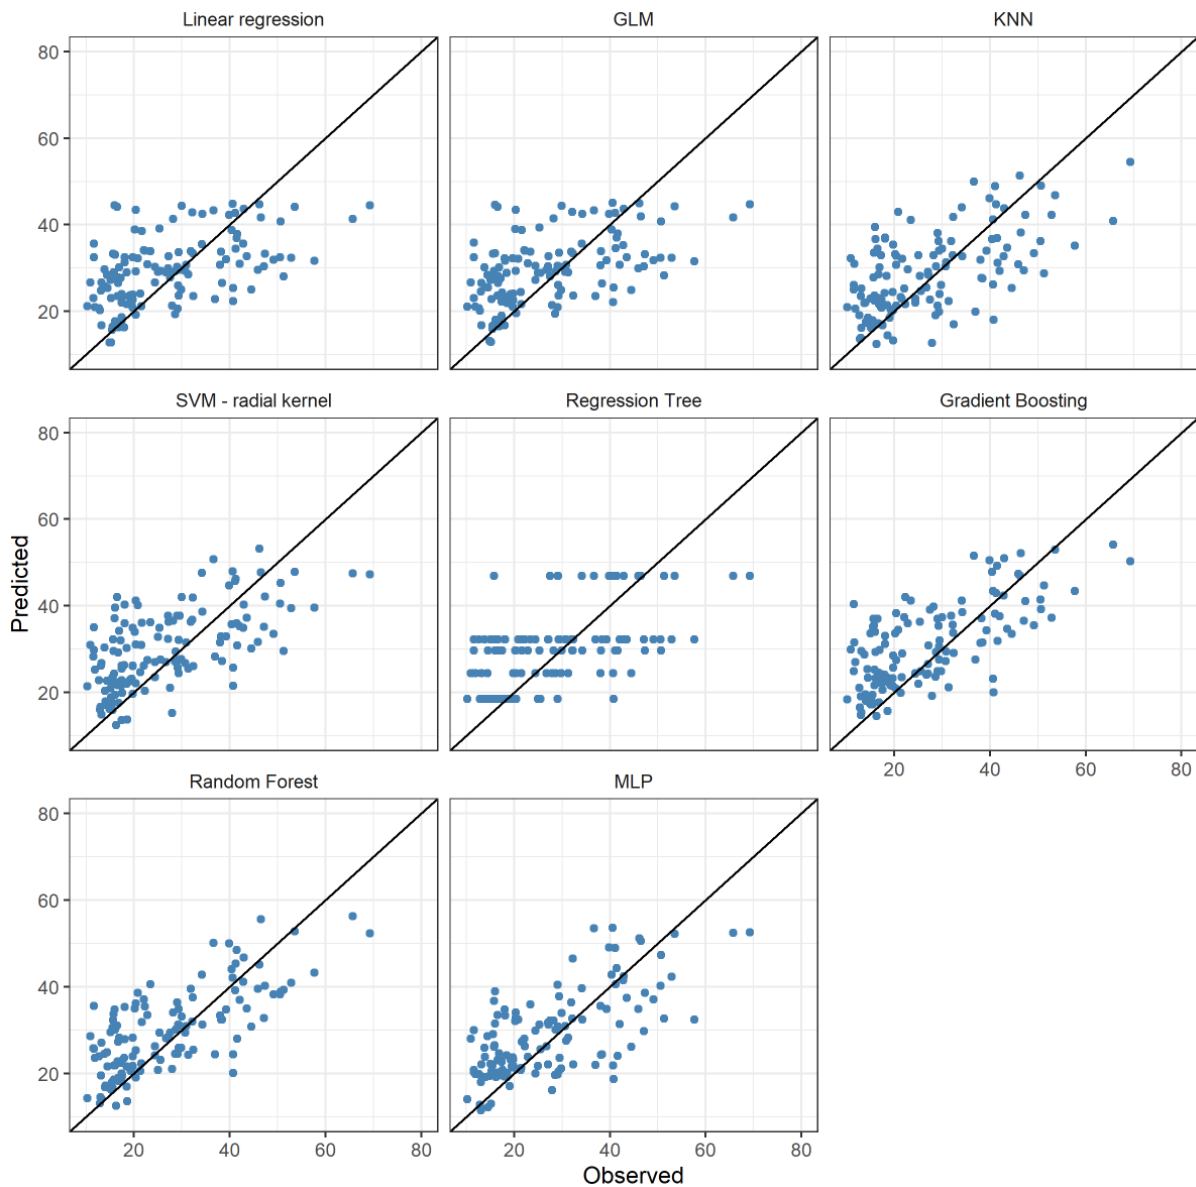 Linear regression GLM KNN
80
60
40
20
SVM - radial kernel Regression Tree Gradient Boosting
80
60
40
20
Predicted
20 40 60 80
Random Forest MLP
80
60
40
20
20 40 60 80 20 40 60 80
Observed